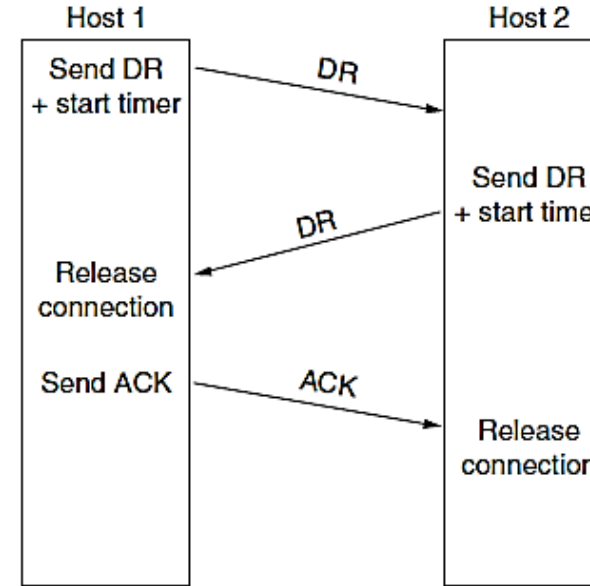 Host 1
Host 2
Send DR
+ start timer
DR
Send DR
+ start time
DR
Release
connection
Send ACK
ACK
Release
connection